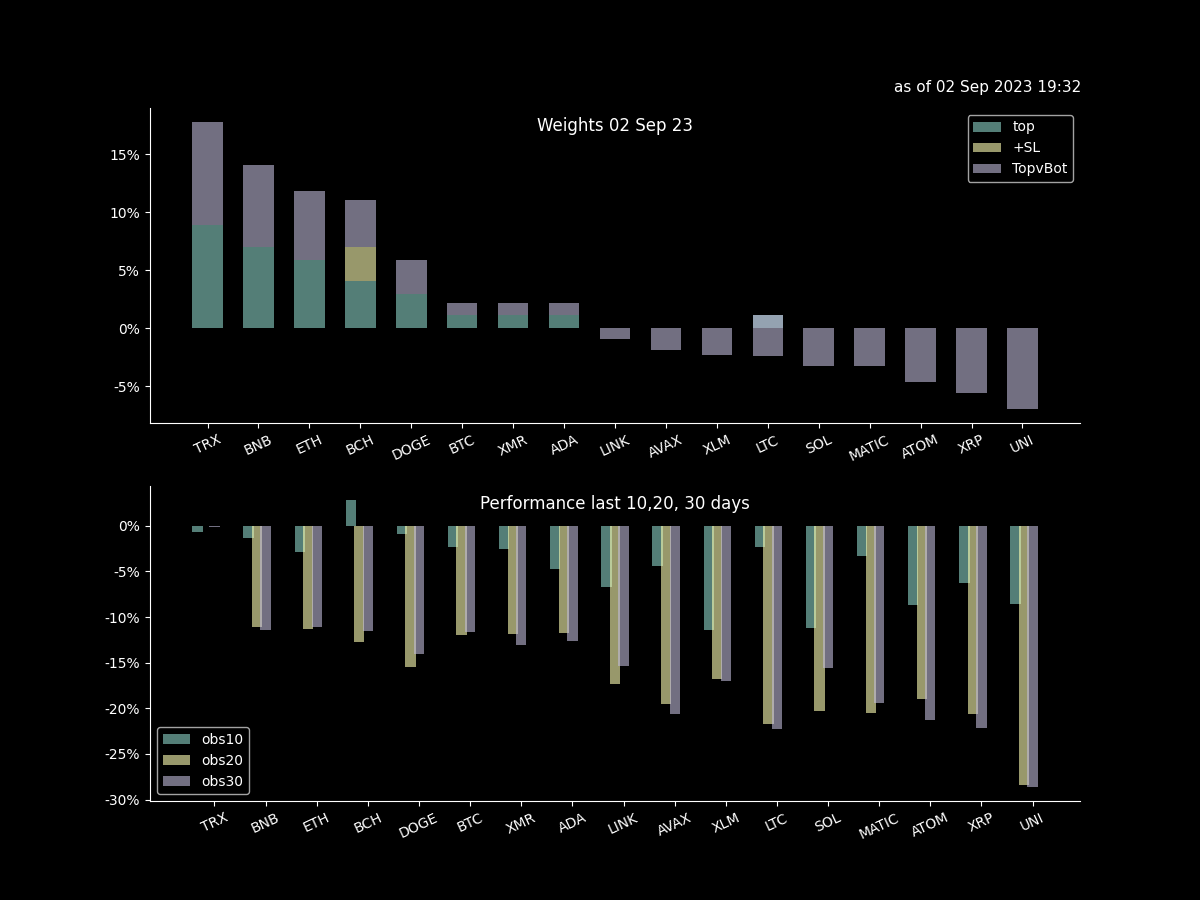 as of 02 Sep 2023 19:32
Weights 02 Sep 23
top
+SL
TopvBot
15%
10%
5%
0%
-5%
TRX BNB ETH BCH DOGE BTC XMR ADA LINK AVAX XLM LTC SOL MATIC ATOM XRP UNI
Performance last 10,20, 30 days
0%
-5%
-10%
-15%
-20%
-25%
-30%
obs10
obs20
obs30
TRX BNB ETH BCH DOGE BTC XMR ADA LINK AVAX XLM LTC SOL MATIC ATOM XRP UNI